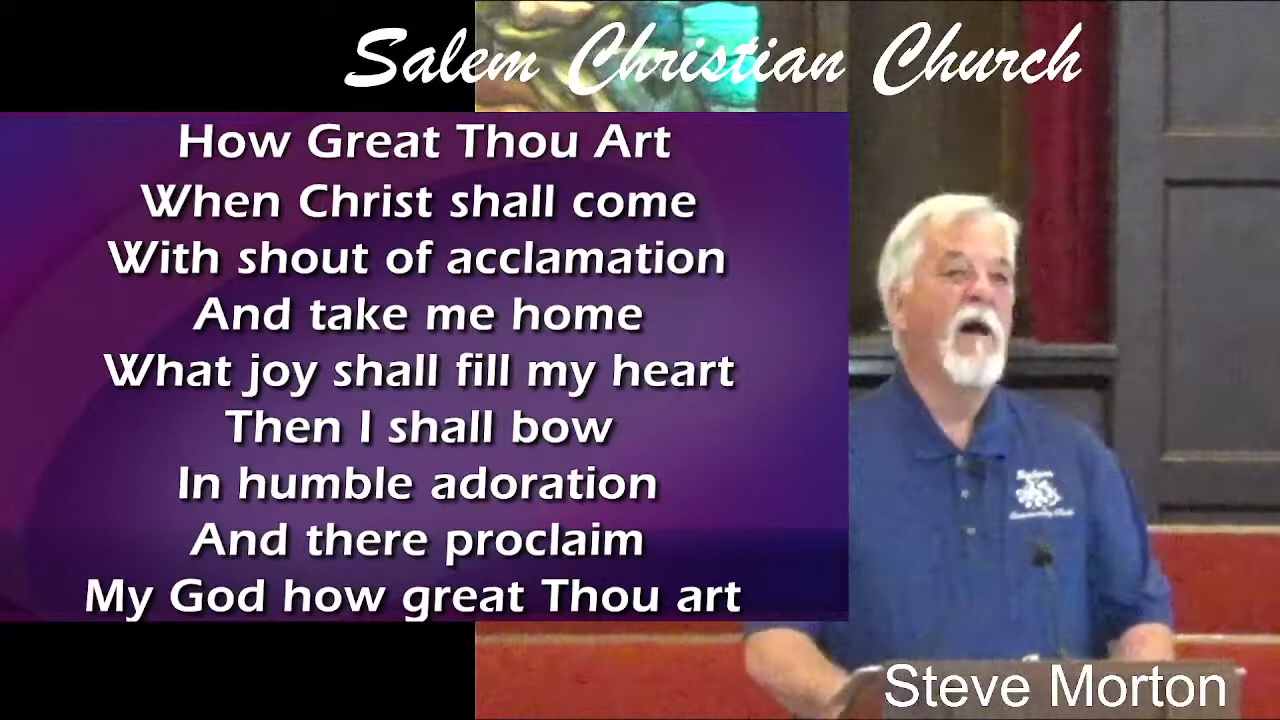 Salem Christian Church
How Great Thou Art
When Christ shall come
With shout of acclamation
And take me home
What joy shall fill my heart
Then I shall bow
In humble adoration
And there proclaim
My God how great Thou art
Salem
Steve Morton